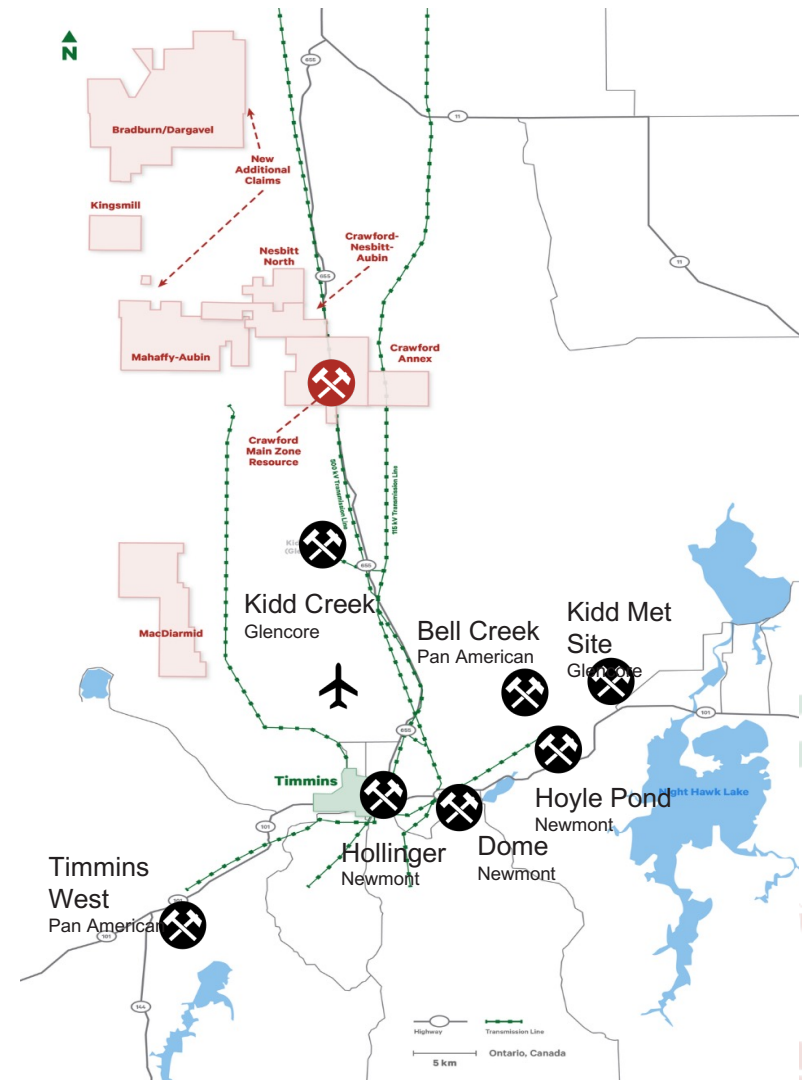 N
655
Bradburn/Dargavel
11
New
Additional
Claims
Kingsmill
Crawford-
Nesbitt-
Aubin
Nesbitt
North
11
655
Mahaffy-Aubin
Crawford
Annex
Crawford
Main Zone
Resource
500 kV Transmission Line
115 kV Transmission Line
655
Kidd Creek
Glencore
MacDiarmid
Bell Creek
Pan American
Kidd Met
Site
Glencore
101
655
Timmins
Hoyle Pond
Newmont
Night Hawk Lake
101
Hollinger
Newmont
Dome
Newmont
Timmins
West
Pan American
101
101
144
Highway
Transmission Line
5 km
Ontario, Canada